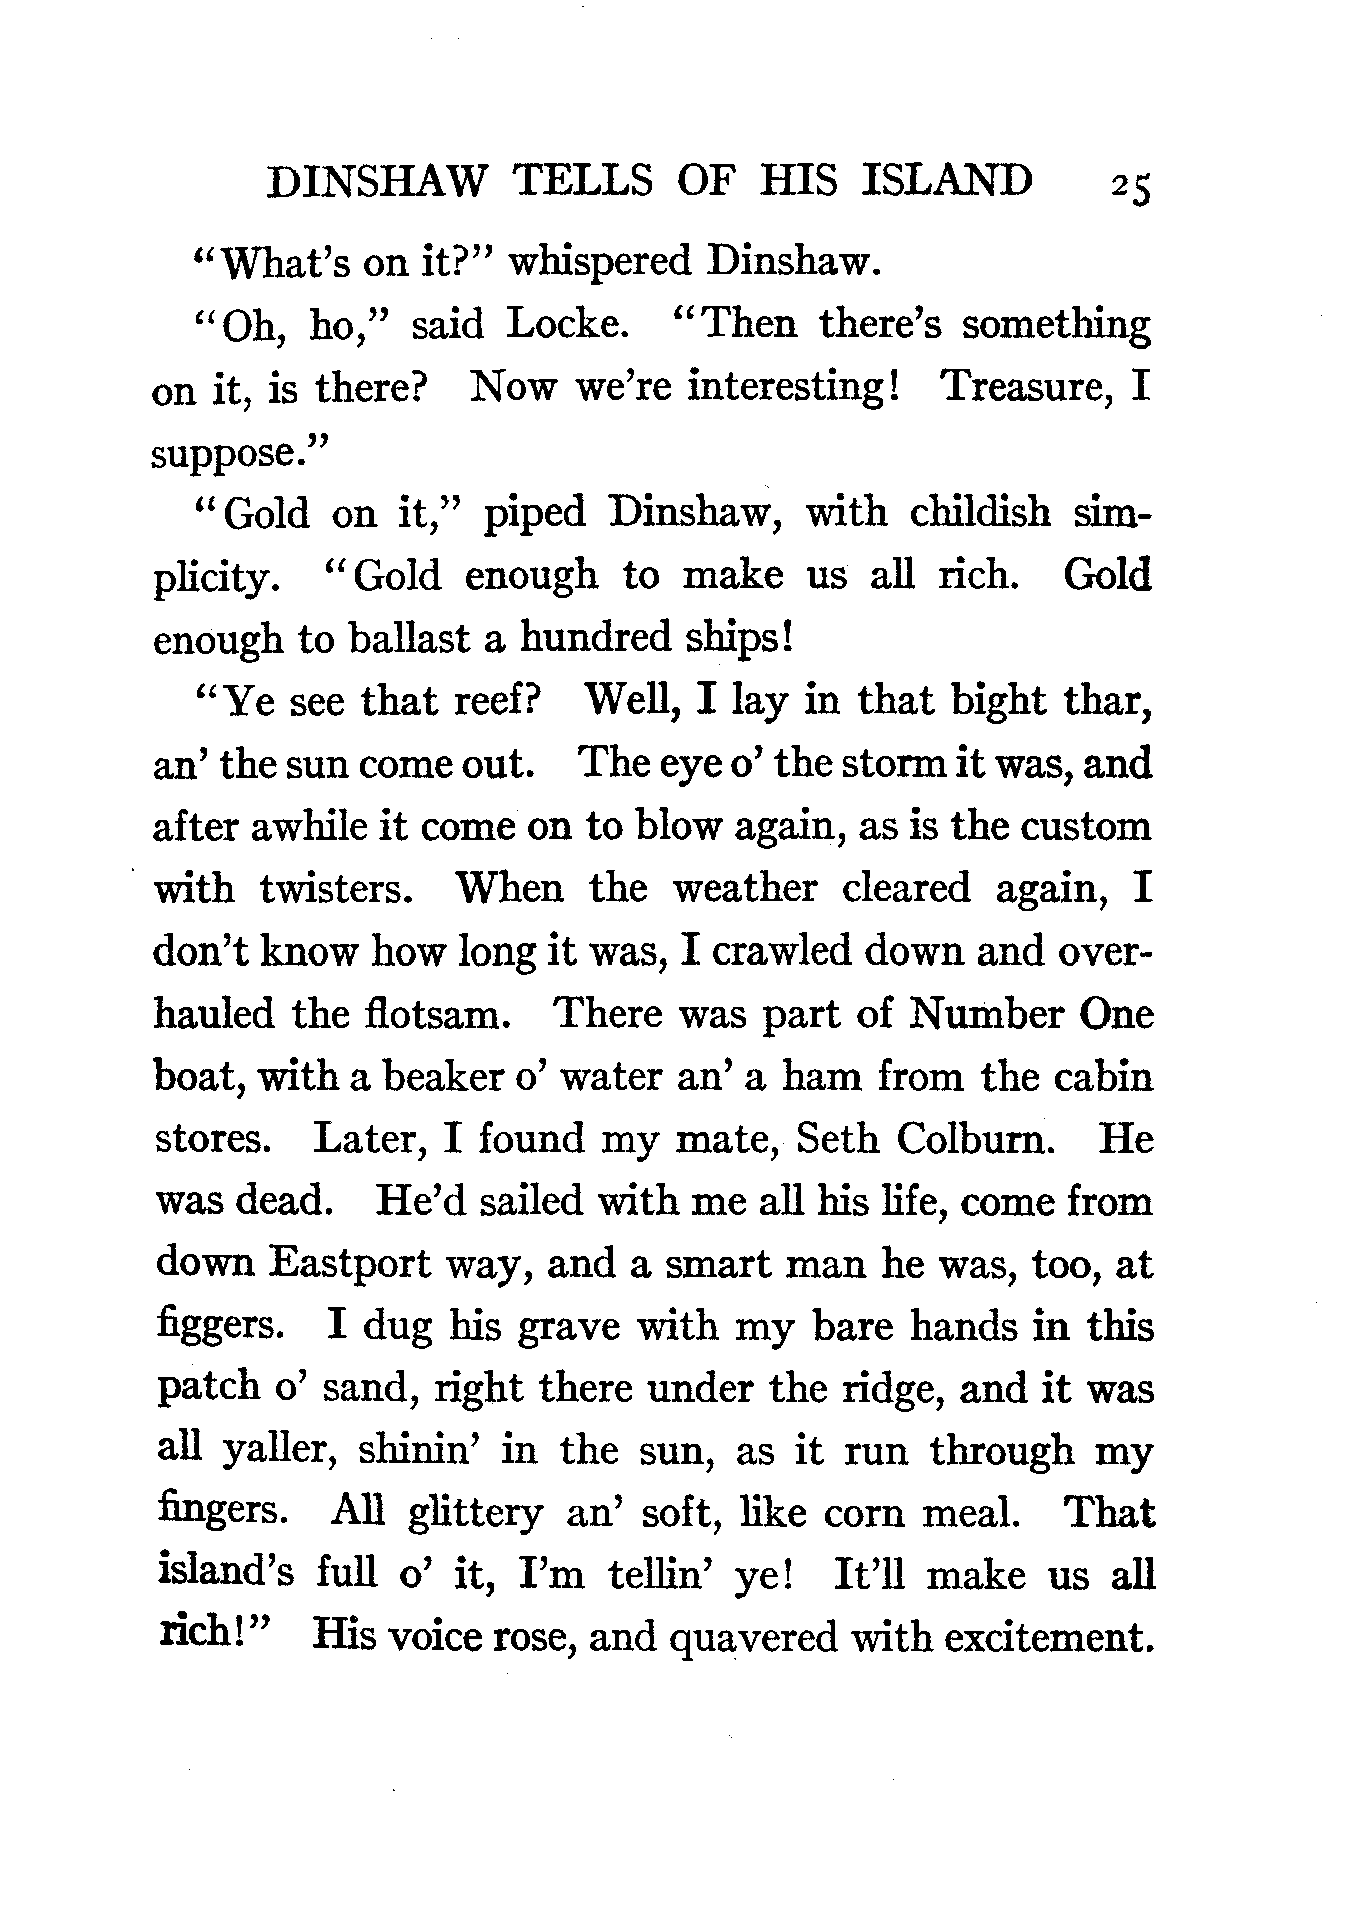 DINSHAW TELLS OF HIS ISLAND 25
“What’s on it?” whispered Dinshaw.
“Oh, ho,” said Locke. “Then there’s something
on it, is there? Now we’re interesting! Treasure, I
suppose.”
“Gold on it,” piped Dinshaw, with childish sim-
plicity. “Gold enough to make us all rich. Gold
enough to ballast a hundred ships!
“Ye see that reef? Well, I lay in that bight thar,
an’ the sun come out. The eye o’ the storm it was, and
after awhile it come on to blow again, as is the custom
with twisters. When the weather cleared again, I
don’t know how long it was, I crawled down and over-
hauled the flotsam. There was part of Number One
boat, with a beaker o’ water an’ a ham from the cabin
stores. Later, I found my mate, Seth Colburn. He
was dead. He’d sailed with me all his life, come from
down Eastport way, and a smart man he was, too, at
figgers. I dug his grave with my bare hands in this
patch o’ sand, right there under the ridge, and it was
all yaller, shinin’ in the sun, as it run through my
fingers. All glittery an’ soft, like corn meal. That
island’s full o’ it, I’m tellin’ ye! It’ll make us all
rich!” His voice rose, and quavered with excitement.